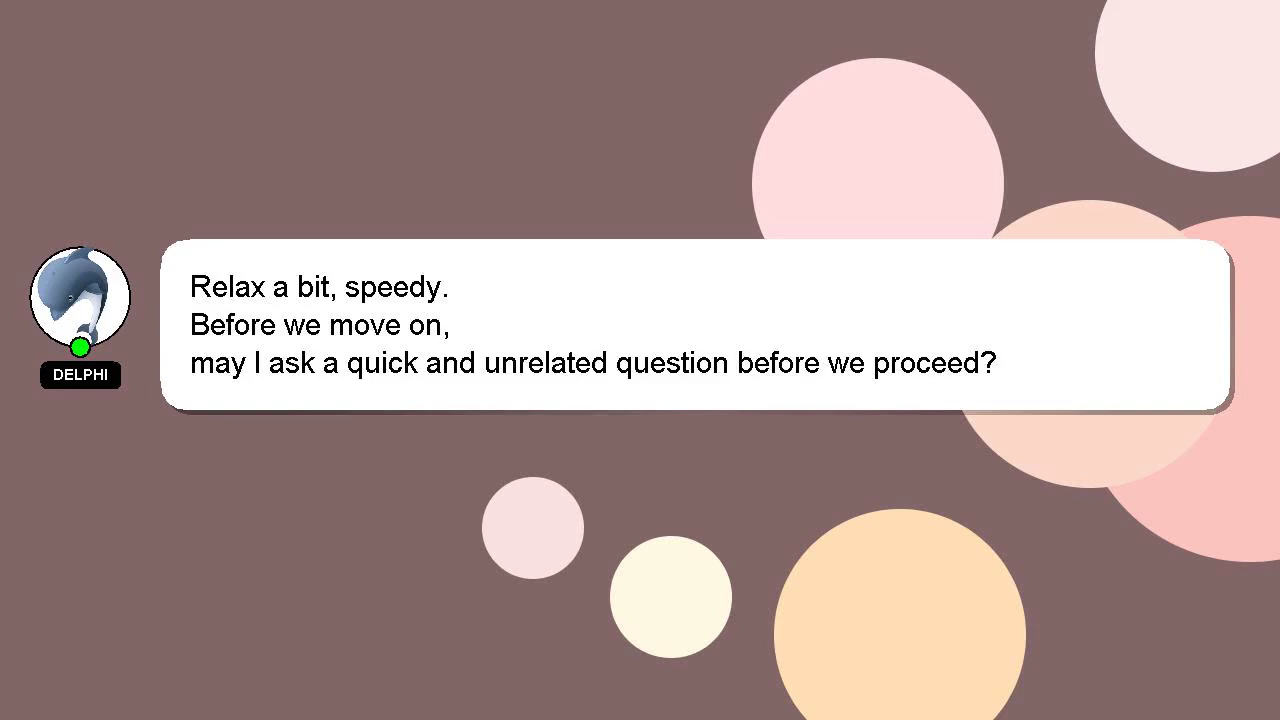 Relax a bit, speedy.
Before we move on,
may I ask a quick and unrelated question before we proceed?
DELPHI